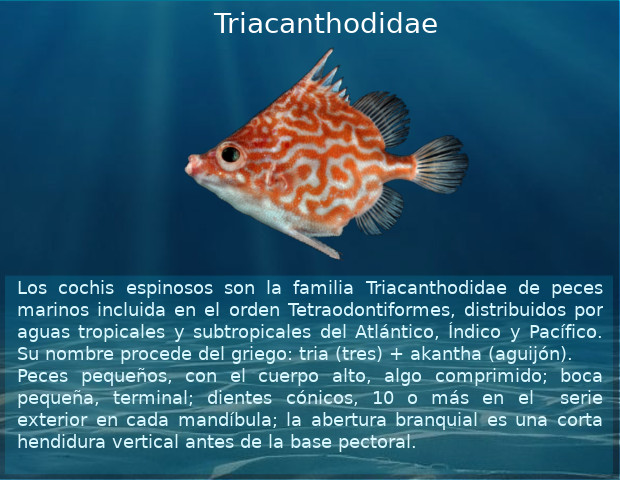 Triacanthodidae
Los cochis espinosos son la familia Triacanthodidae de peces
marinos incluida en el orden Tetraodontiformes, distribuidos por
aguas tropicales y subtropicales del Atlántico, Índico y Pacífico.
Su nombre procede del griego: tria (tres) + akantha (aguijón).
Peces pequeños, con el cuerpo alto, algo comprimido; boca
pequeña, terminal; dientes cónicos, 10 o más en el serie
exterior en cada mandíbula; la abertura branquial es una corta
hendidura vertical antes de la base pectoral.